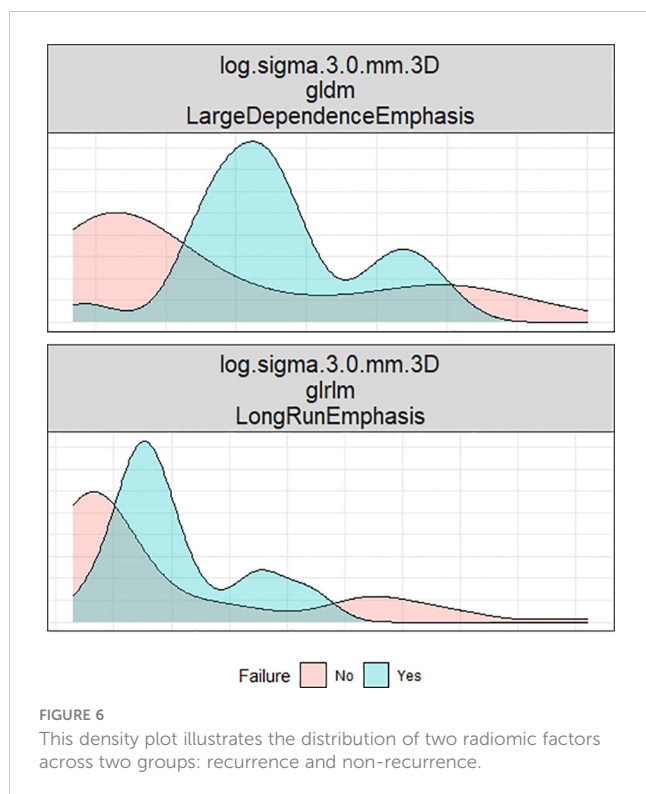 log.sigma.3.0.mm.3D
gldm
LargeDependenceEmphasis
log.sigma.3.0.mm.3D
glrlm
LongRunEmphasis
Failure No Yes
FIGURE 6
This density plot illustrates the distribution of two radiomic factors
across two groups: recurrence and non-recurrence.